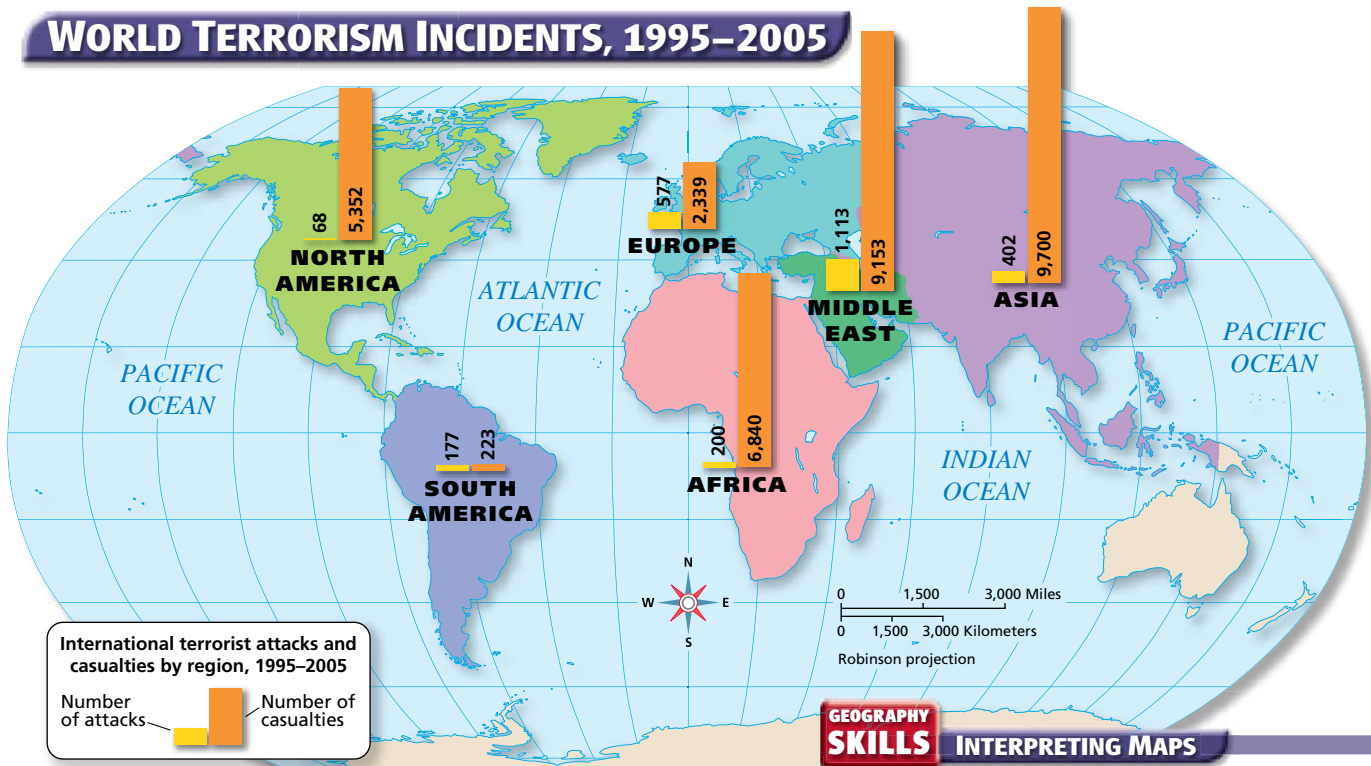 WORLD TERRORISM INCIDENTS, 1995–2005
68
5,352
NORTH
AMERICA
577
2,339
EUROPE
1,113
9,153
MIDDLE
EAST
402
9,700
ASIA
ATLANTIC
OCEAN
PACIFIC
OCEAN
PACIFIC
OCEAN
177
223
SOUTH
AMERICA
200
6,840
AFRICA
INDIAN
OCEAN
N
W
E
S
0 1,500 3,000 Miles
0 1,500 3,000 Kilometers
Robinson projection
International terrorist attacks and
casualties by region, 1995–2005
Number
of attacks
Number of
casualties
GEOGRAPHY
SKILLS
INTERPRETING MAPS